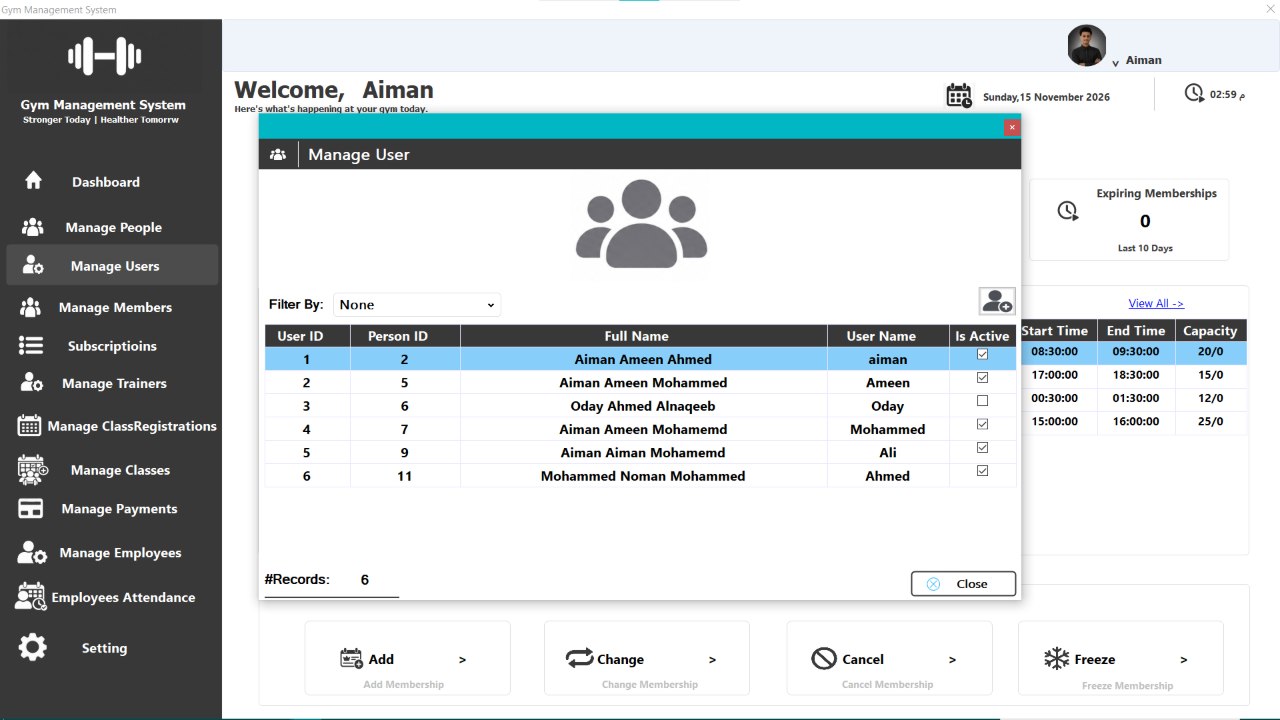 Gym Management System
Aiman
Gym Management System
Stronger Today | Healther Tomorrw
Welcome, Aiman
Here's what's happening at your gym today.
Sunday,15 November 2026
02:59 م
Dashboard
Manage People
Manage Users
Manage Members
Subscriptioins
Manage Trainers
Manage ClassRegistrations
Manage Classes
Manage Payments
Manage Employees
Employees Attendance
Setting
Manage User
Filter By: None
User ID Person ID Full Name User Name Is Active
1 2 Aiman Ameen Ahmed aiman
2 5 Aiman Ameen Mohammed Ameen
3 6 Oday Ahmed Alnaqeeb Oday
4 7 Aiman Ameen Mohamemd Mohammed
5 9 Aiman Aiman Mohamemd Ali
6 11 Mohammed Noman Mohammed Ahmed
#Records: 6
Close
Expiring Memberships
0
Last 10 Days
View All ->
Start Time End Time Capacity
08:30:00 09:30:00 20/0
17:00:00 18:30:00 15/0
00:30:00 01:30:00 12/0
15:00:00 16:00:00 25/0
Add >
Add Membership
Change >
Change Membership
Cancel >
Cancel Membership
Freeze >
Freeze Membership